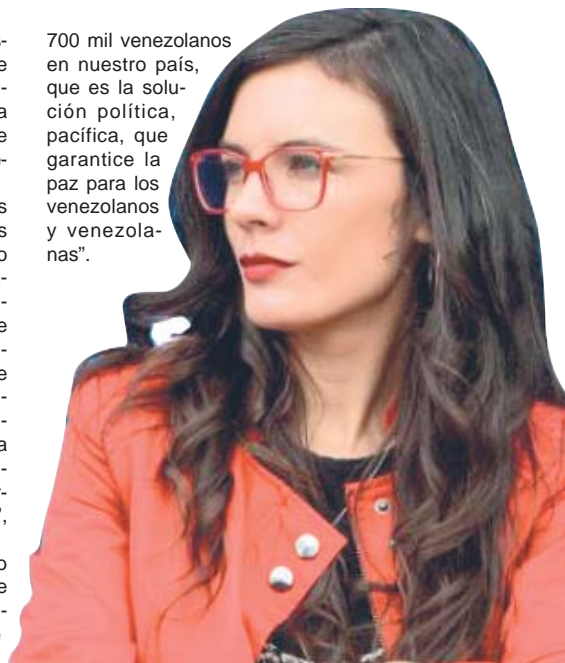 s-
e
-
a
e
-
s
s
o
-
-
e
-
e
-
-
a
-
-
",
o
e
-
e
700 mil venezolanos
en nuestro país,
que es la solu-
ción política,
pacífica, que
garantice la
paz para los
venezolanos
y venezola-
nas”.